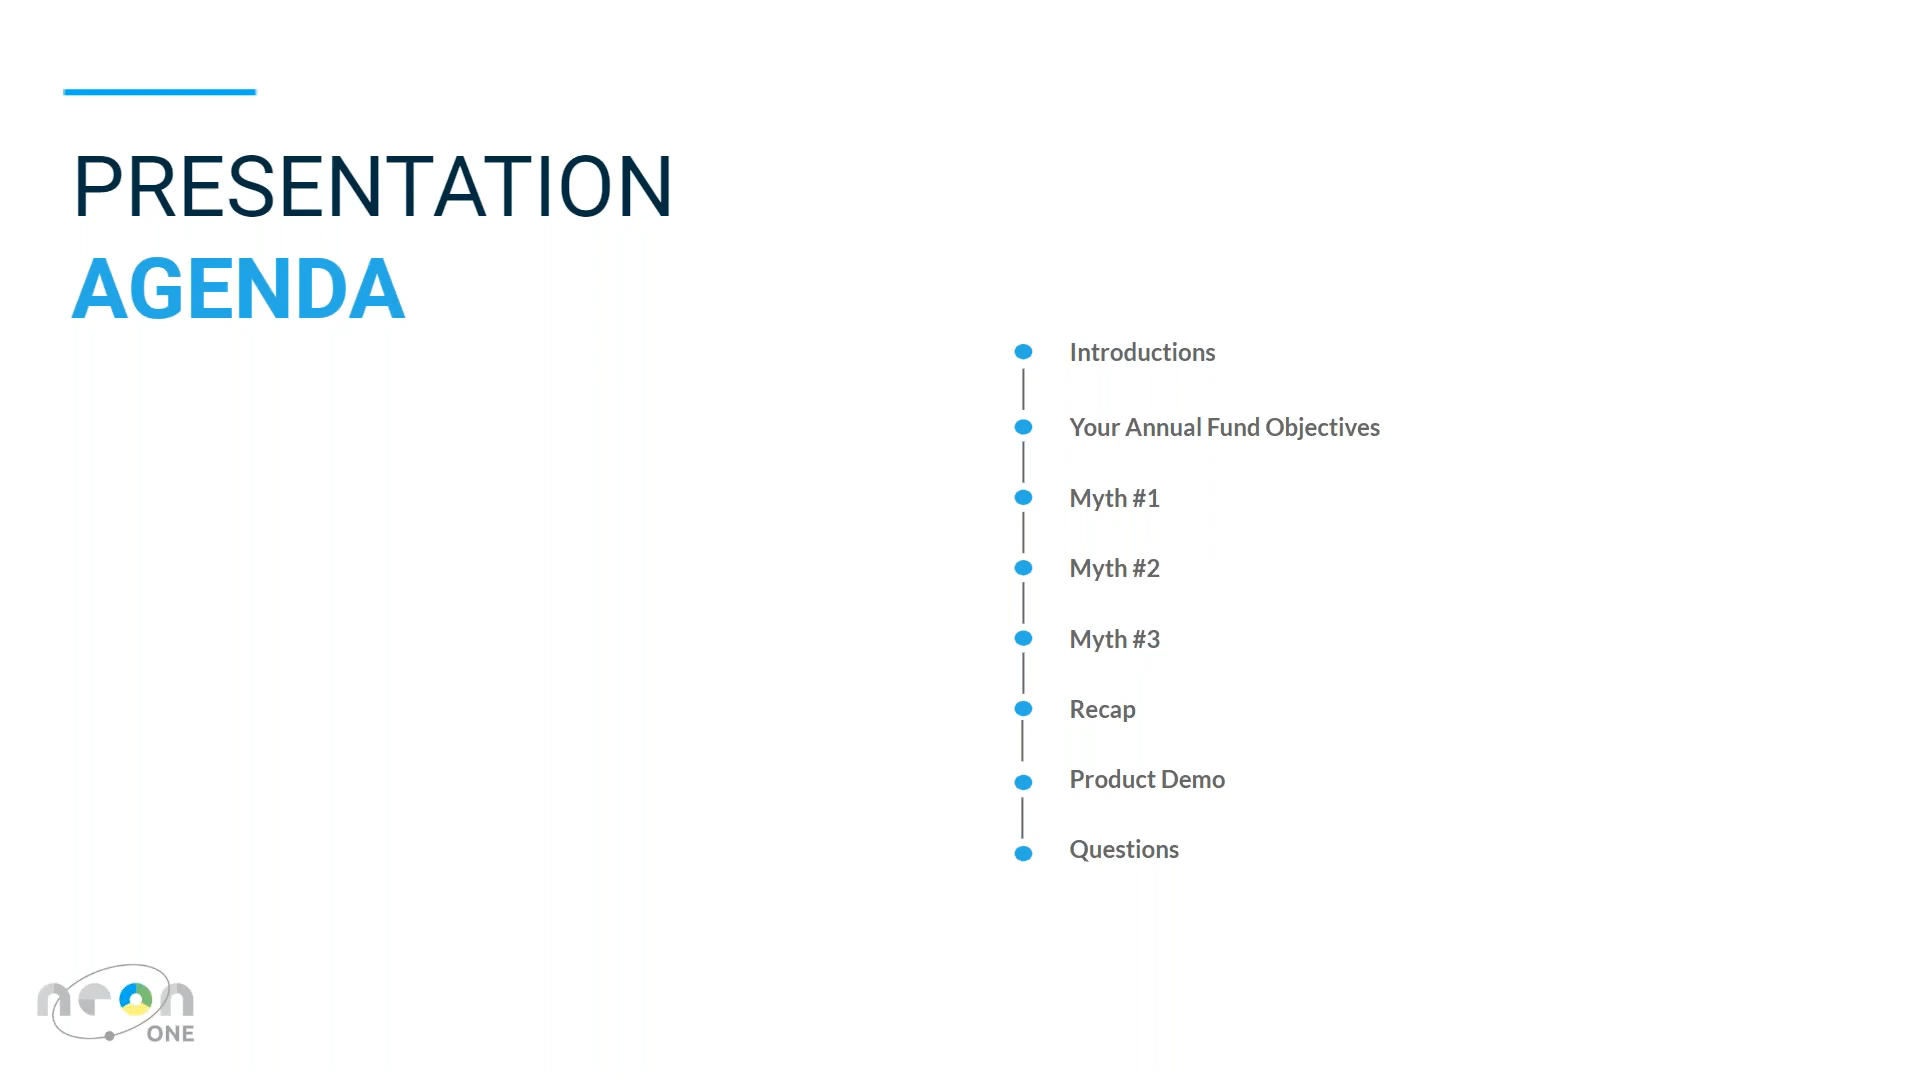 PRESENTATION
AGENDA
Introductions
Your Annual Fund Objectives
Myth #1
Myth #2
Myth #3
Recap
Product Demo
Questions
neon
ONE